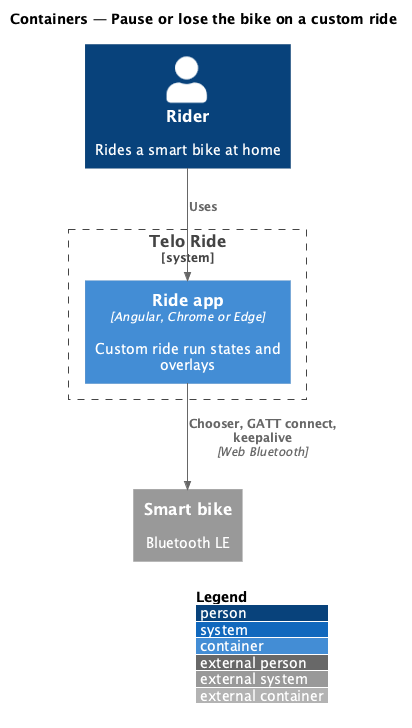 Containers — Pause or lose the bike on a custom ride
Rider
Rides a smart bike at home
Uses
Telo Ride
[system]
Ride app
[Angular, Chrome or Edge]
Custom ride run states and
overlays
Chooser, GATT connect,
keepalive
[Web Bluetooth]
Smart bike
Bluetooth LE
Legend
person
system
container
external person
external system
external container